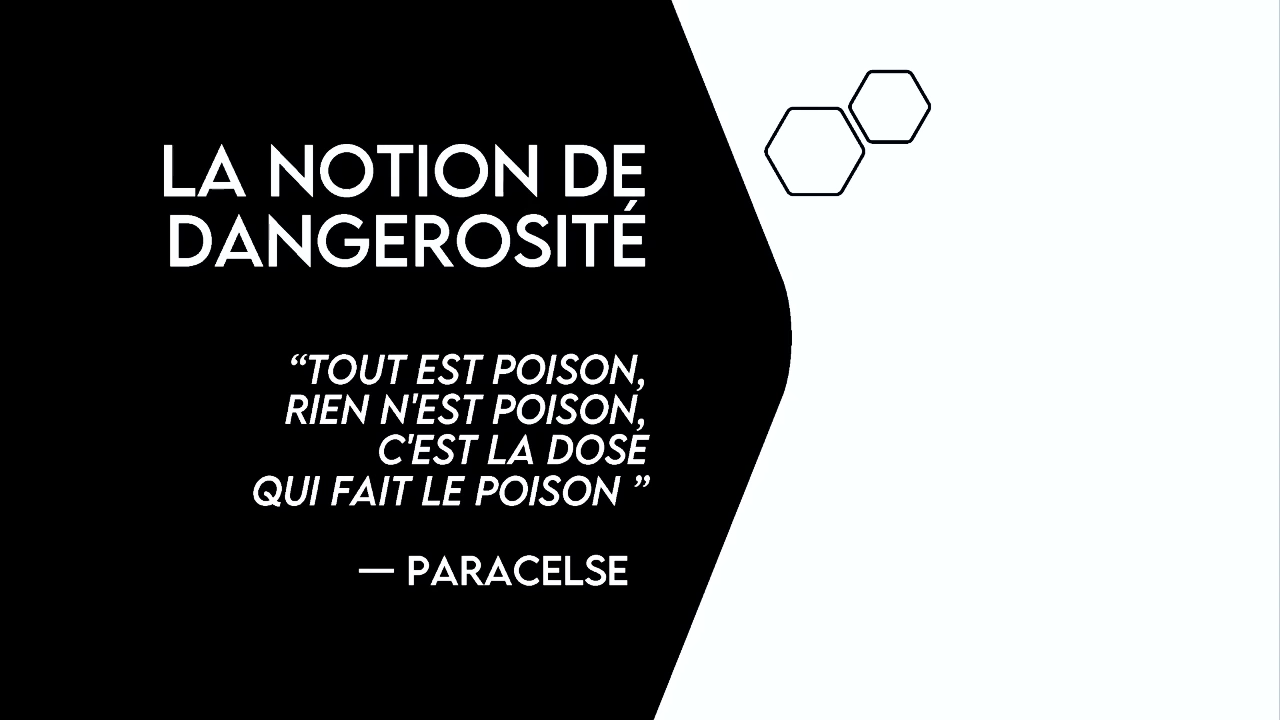 LA NOTION DE
DANGEROSITÉ
“TOUT EST POISON,
RIEN N'EST POISON,
C'EST LA DOSE
QUI FAIT LE POISON ”
— PARACELSE